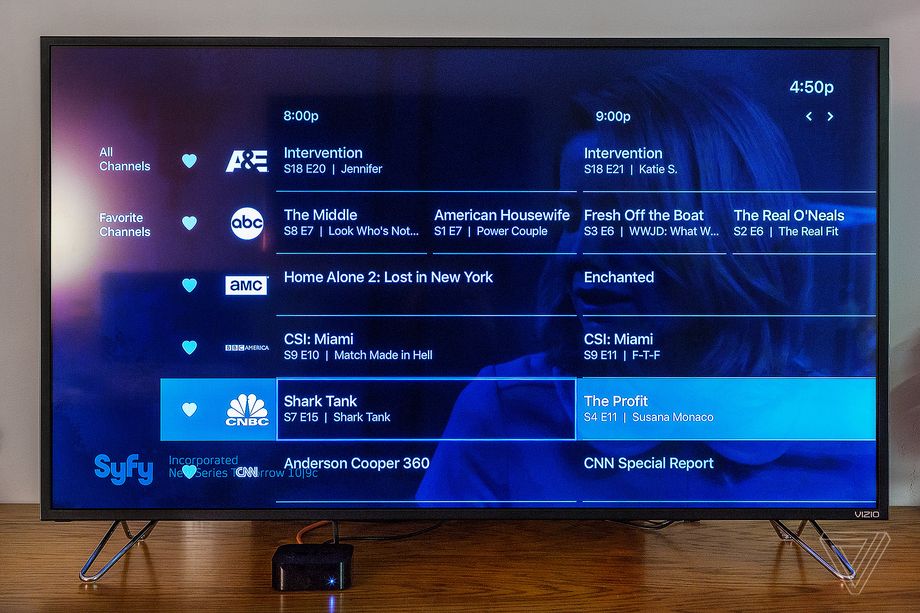 4:50p
8:00p
9:00p
< >
All
Channels
A&E
Intervention
S18 E20 | Jennifer
Intervention
S18 E21 | Katie S.
Favorite
Channels
abc
The Middle
S8 E7 | Look Who's Not...
American Housewife
S1 E7 | Power Couple
Fresh Off the Boat
S3 E6 | WWJD: What W...
The Real O'Neals
S2 E6 | The Real Fit
amc
Home Alone 2: Lost in New York
Enchanted
BBC AMERICA
CSI: Miami
S9 E10 | Match Made in Hell
CSI: Miami
S9 E11 | F-T-F
CNBC
Shark Tank
S7 E15 | Shark Tank
The Profit
S4 E11 | Susana Monaco
Syfy
Incorporated
Series rrow 10|9c
CNN
Anderson Cooper 360
CNN Special Report
VIZIO